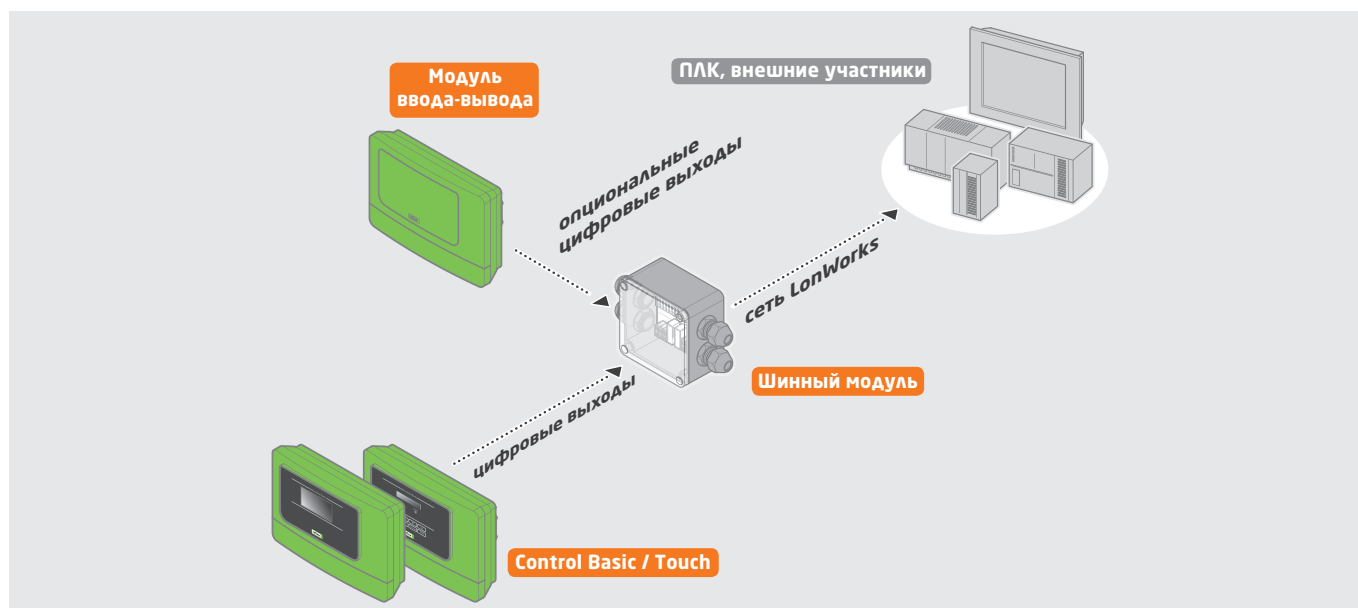 Модуль
ввода-вывода
ПЛК, внешние участники
опциональные
цифровые выходы
сеть LonWorks
Шинный модуль
цифровые выходы
Control Basic / Touch